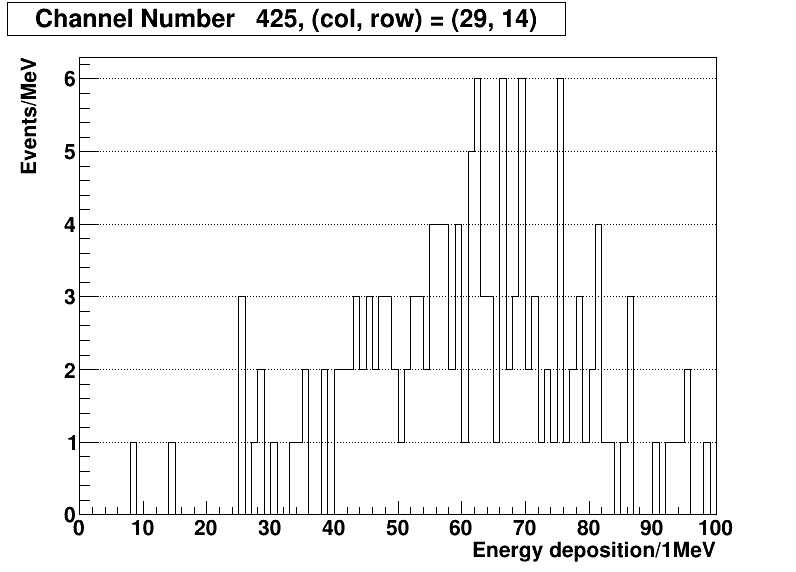 Channel Number 425, (col, row) = (29, 14)
Events/MeV
6
5
4
3
2
1
0
0 10 20 30 40 50 60 70 80 90 100
Energy deposition/1MeV